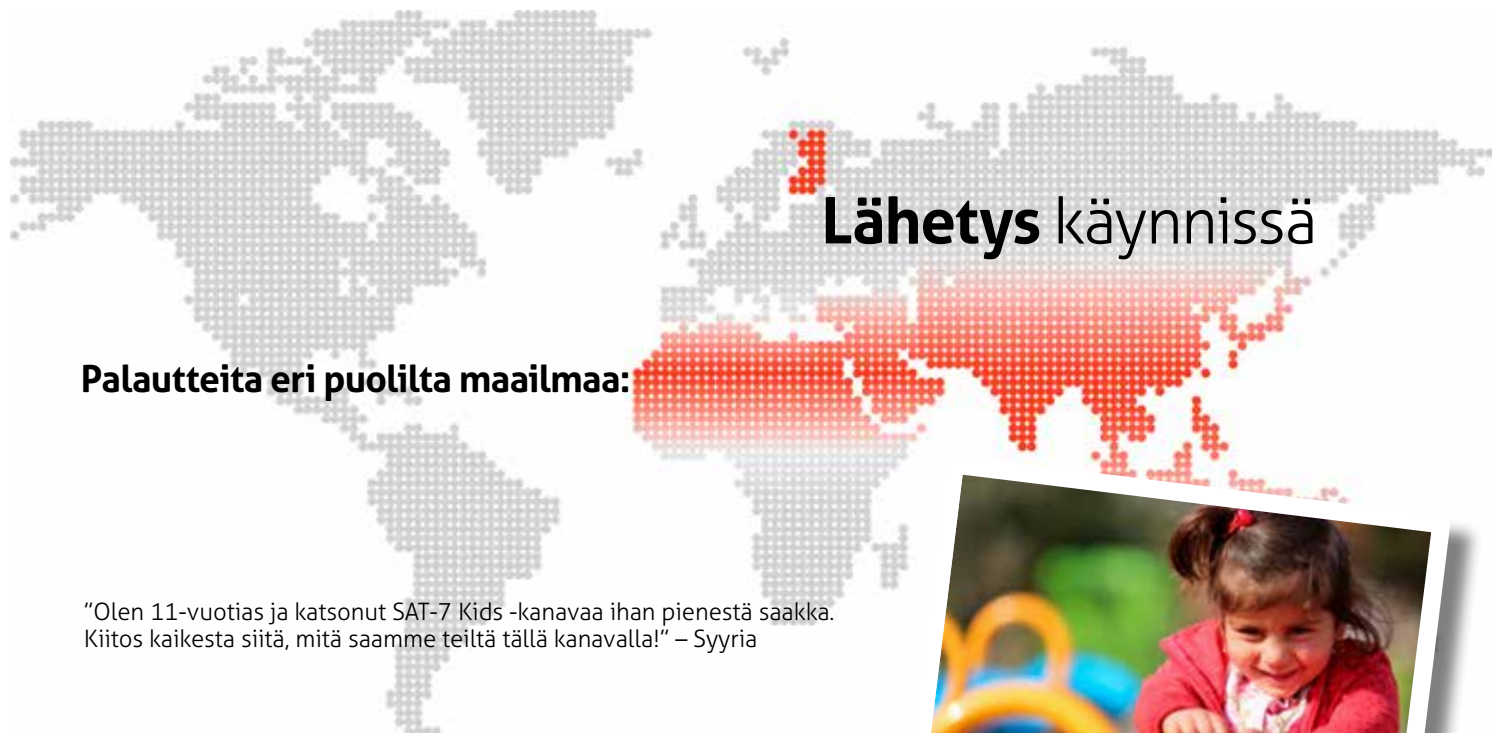 Lähetys käynnissä
Palautteita eri puolilta maailmaa:
”Olen 11-vuotias ja katsonut SAT-7 Kids -kanavaa ihan pienestä saakka.
Kiitos kaikesta siitä, mitä saamme teiltä tällä kanavalla!” – Syyria